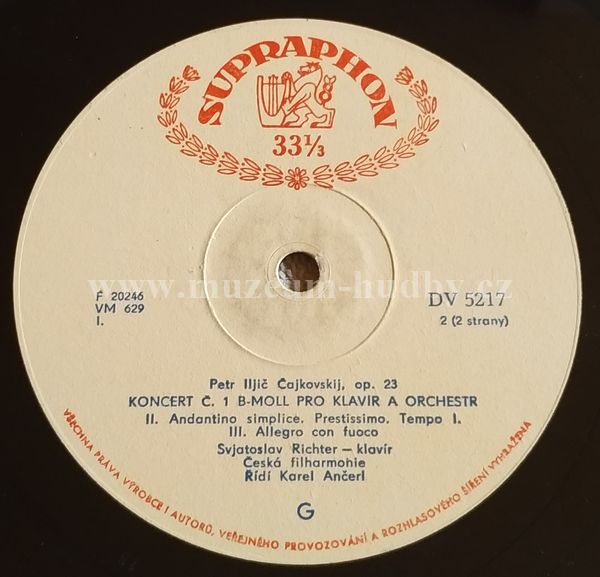 SUPRAPHON
33⅓
www.muzeum-hudby.cz
F 20246
VM 629
I.
DV 5217
2 (2 strany)
Petr Iljič Čajkovskij, op. 23
KONCERT Č. 1 B-MOLL PRO KLAVÍR A ORCHESTR
II. Andantino simplice. Prestissimo. Tempo I.
III. Allegro con fuoco
Svjatoslav Richter – klavír
Česká filharmohie
Řídí Karel Ančerl
G
VŠECHNA PRÁVA VÝROBCE I AUTORŮ, VEŘEJNÉHO PROVOZOVÁNÍ A ROZHLASOVÉHO ŠÍŘENÍ VYHRAŽENA